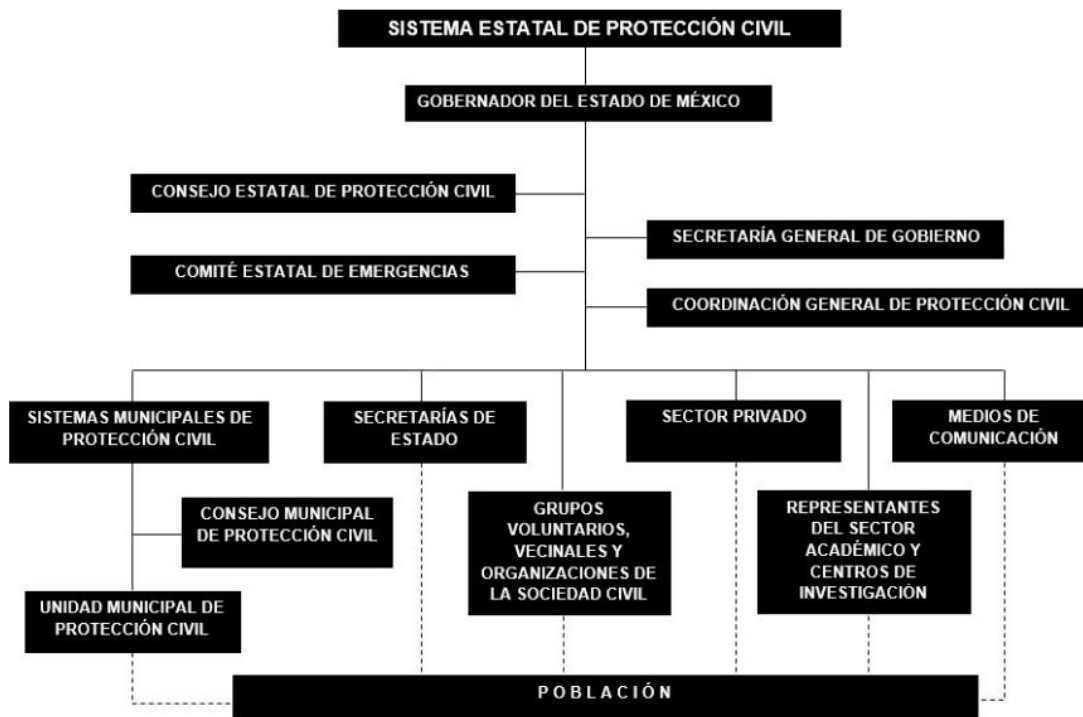 SISTEMA ESTATAL DE PROTECCIÓN CIVIL
GOBERNADOR DEL ESTADO DE MÉXICO
CONSEJO ESTATAL DE PROTECCIÓN CIVIL
SECRETARÍA GENERAL DE GOBIERNO
COMITÉ ESTATAL DE EMERGENCIAS
COORDINACIÓN GENERAL DE PROTECCIÓN CIVIL
SISTEMAS MUNICIPALES DE
PROTECCIÓN CIVIL
SECRETARÍAS DE
ESTADO
SECTOR PRIVADO
MEDIOS DE
COMUNICACIÓN
CONSEJO MUNICIPAL
DE PROTECCIÓN CIVIL
GRUPOS
VOLUNTARIOS,
VECINALES Y
ORGANIZACIONES DE
LA SOCIEDAD CIVIL
REPRESENTANTES
DEL SECTOR
ACADÉMICO Y
CENTROS DE
INVESTIGACIÓN
UNIDAD MUNICIPAL DE
PROTECCIÓN CIVIL
POBLACIÓN